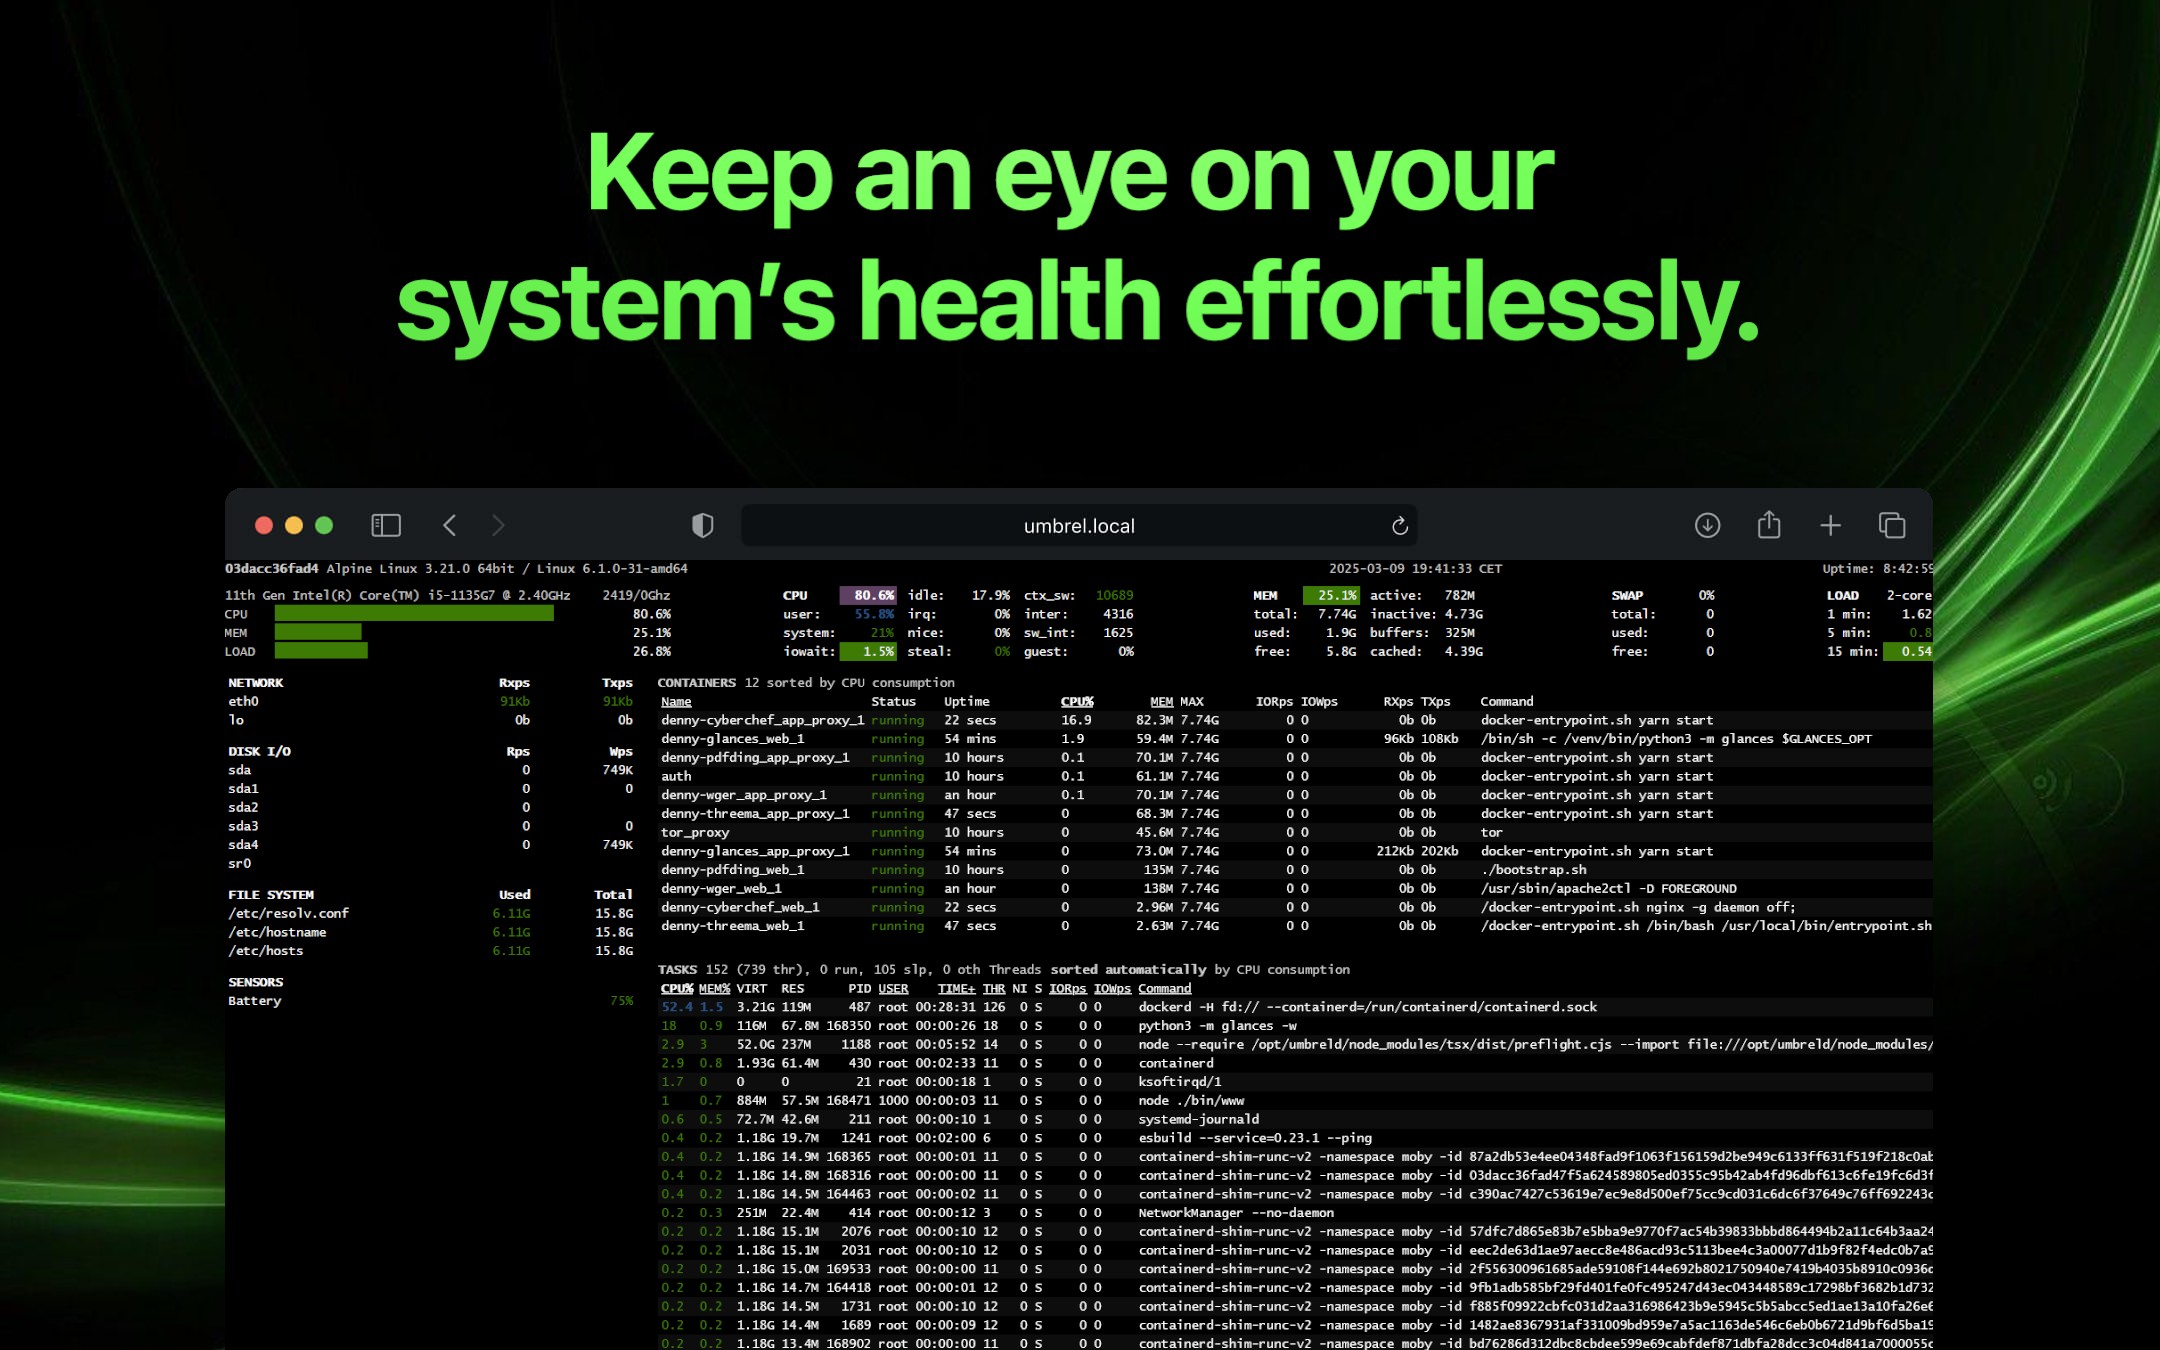 Keep an eye on your
system’s health effortlessly.
umbrel.local
03dacc36fad4 Alpine Linux 3.21.0 64bit / Linux 6.1.0-31-amd64 2025-03-09 19:41:33 CET Uptime: 8:42:59
11th Gen Intel(R) Core(TM) i5-1135G7 @ 2.40GHz 2419/0Ghz CPU 80.6% idle: 17.9% ctx_sw: 10689 MEM 25.1% active: 782M SWAP 0% LOAD 2-core
CPU 80.6% user: 55.8% irq: 0% inter: 4316 total: 7.74G inactive: 4.73G total: 0 1 min: 1.62
MEM 25.1% system: 21% nice: 0% sw_int: 1625 used: 1.9G buffers: 325M used: 0 5 min: 0.8
LOAD 26.8% iowait: 1.5% steal: 0% guest: 0% free: 5.8G cached: 4.39G free: 0 15 min: 0.54
NETWORK Rxps Txps
eth0 91Kb 91Kb
lo 0b 0b
DISK I/O Rps Wps
sda 0 749K
sda1 0 0
sda2 0
sda3 0
sda4 0 749K
sr0
FILE SYSTEM Used Total
/etc/resolv.conf 6.11G 15.8G
/etc/hostname 6.11G 15.8G
/etc/hosts 6.11G 15.8G
SENSORS
Battery 75%
CONTAINERS 12 sorted by CPU consumption
Name Status Uptime CPU% MEM MAX IORps IOWps RXps TXps Command
denny-cyberchef_app_proxy_1 running 22 secs 16.9 82.3M 7.74G 0 0 0b 0b docker-entrypoint.sh yarn start
denny-glances_web_1 running 54 mins 1.9 59.4M 7.74G 0 0 96Kb 108Kb /bin/sh -c /venv/bin/python3 -m glances $GLANCES_OPT
denny-pdfding_app_proxy_1 running 10 hours 0.1 70.1M 7.74G 0 0 0b 0b docker-entrypoint.sh yarn start
auth running 10 hours 0.1 61.1M 7.74G 0 0 0b 0b docker-entrypoint.sh yarn start
denny-wger_app_proxy_1 running an hour 0.1 70.1M 7.74G 0 0 0b 0b docker-entrypoint.sh yarn start
denny-threema_app_proxy_1 running 47 secs 0 68.3M 7.74G 0 0 0b 0b docker-entrypoint.sh yarn start
tor_proxy running 10 hours 0 45.6M 7.74G 0 0 0b 0b tor
denny-glances_app_proxy_1 running 54 mins 0 73.0M 7.74G 0 0 212Kb 202Kb docker-entrypoint.sh yarn start
denny-pdfding_web_1 running 10 hours 0 135M 7.74G 0 0 0b 0b ./bootstrap.sh
denny-wger_web_1 running an hour 0 138M 7.74G 0 0 0b 0b /usr/sbin/apache2ctl -D FOREGROUND
denny-cyberchef_web_1 running 22 secs 0 2.96M 7.74G 0 0 0b 0b /docker-entrypoint.sh nginx -g daemon off;
denny-threema_web_1 running 47 secs 0 2.63M 7.74G 0 0 0b 0b /docker-entrypoint.sh /bin/bash /usr/local/bin/entrypoint.sh
TASKS 152 (739 thr), 0 run, 105 slp, 0 oth Threads sorted automatically by CPU consumption
CPU% MEM% VIRT RES PID USER TIME+ THR NI S IORps IOWps Command
52.4 1.5 3.21G 119M 487 root 00:28:31 126 0 S 0 0 dockerd -H fd:// --containerd=/run/containerd/containerd.sock
18 0.9 116M 67.8M 168350 root 00:00:26 18 0 S 0 0 python3 -m glances -w
2.9 3 52.0G 237M 1188 root 00:05:52 14 0 S 0 0 node --require /opt/umbreld/node_modules/tsx/dist/preflight.cjs --import file:///opt/umbreld/node_modules/
2.9 0.8 1.93G 61.4M 430 root 00:02:33 11 0 S 0 0 containerd
1.7 0 0 0 21 root 00:00:18 1 0 S 0 0 ksoftirqd/1
1 0.7 884M 57.5M 168471 1000 00:00:03 11 0 S 0 0 node ./bin/www
0.6 0.5 72.7M 42.6M 211 root 00:00:10 1 0 S 0 0 systemd-journald
0.4 0.2 1.18G 19.7M 1241 root 00:02:00 6 0 S 0 0 esbuild --service=0.23.1 --ping
0.4 0.2 1.18G 14.9M 168365 root 00:00:01 11 0 S 0 0 containerd-shim-runc-v2 -namespace moby -id 87a2db53e4ee04348fad9f1063f156159d2be949c6133ff631f519f218c0ab
0.4 0.2 1.18G 14.8M 168316 root 00:00:00 11 0 S 0 0 containerd-shim-runc-v2 -namespace moby -id 03dacc36fad47f5a624589805ed0355c95b42ab4fd96dbf613c6fe19fc6d3f
0.4 0.2 1.18G 14.5M 164463 root 00:00:02 11 0 S 0 0 containerd-shim-runc-v2 -namespace moby -id c390ac7427c53619e7ec9e8d500ef75cc9cd031c6dc6f37649c76ff692243c
0.2 0.3 251M 22.4M 414 root 00:00:12 3 0 S 0 0 NetworkManager --no-daemon
0.2 0.2 1.18G 15.1M 2076 root 00:00:10 12 0 S 0 0 containerd-shim-runc-v2 -namespace moby -id 57dfc7d865e83b7e5bba9e9770f7ac54b39833bbbd864494b2a11c64b3aa24
0.2 0.2 1.18G 15.1M 2031 root 00:00:10 12 0 S 0 0 containerd-shim-runc-v2 -namespace moby -id eec2de63d1ae97aecc8e486acd93c5113bee4c3a00077d1b9f82f4edc0b7a9
0.2 0.2 1.18G 15.0M 169533 root 00:00:00 11 0 S 0 0 containerd-shim-runc-v2 -namespace moby -id 2f556300961685ade59108f144e692b8021750940e7419b4035b8910c0936c
0.2 0.2 1.18G 14.7M 164418 root 00:00:01 12 0 S 0 0 containerd-shim-runc-v2 -namespace moby -id 9fb1adb585bf29fd401fe0fc495247d43ec043448589c17298bf3682b1d732
0.2 0.2 1.18G 14.5M 1731 root 00:00:10 12 0 S 0 0 containerd-shim-runc-v2 -namespace moby -id f885f09922cbfc031d2aa316986423b9e5945c5b5abcc5ed1ae13a10fa26e6
0.2 0.2 1.18G 14.4M 1689 root 00:00:09 12 0 S 0 0 containerd-shim-runc-v2 -namespace moby -id 1482ae8367931af331009bd959e7a5ac1163de546c6eb0b6721d9bf6d5ba19
0.2 0.2 1.18G 13.4M 168902 root 00:00:00 11 0 S 0 0 containerd-shim-runc-v2 -namespace moby -id bd76286d312dbc8cbdee599e69cabfdef871dbfa28dcc3c04d841a7000055c